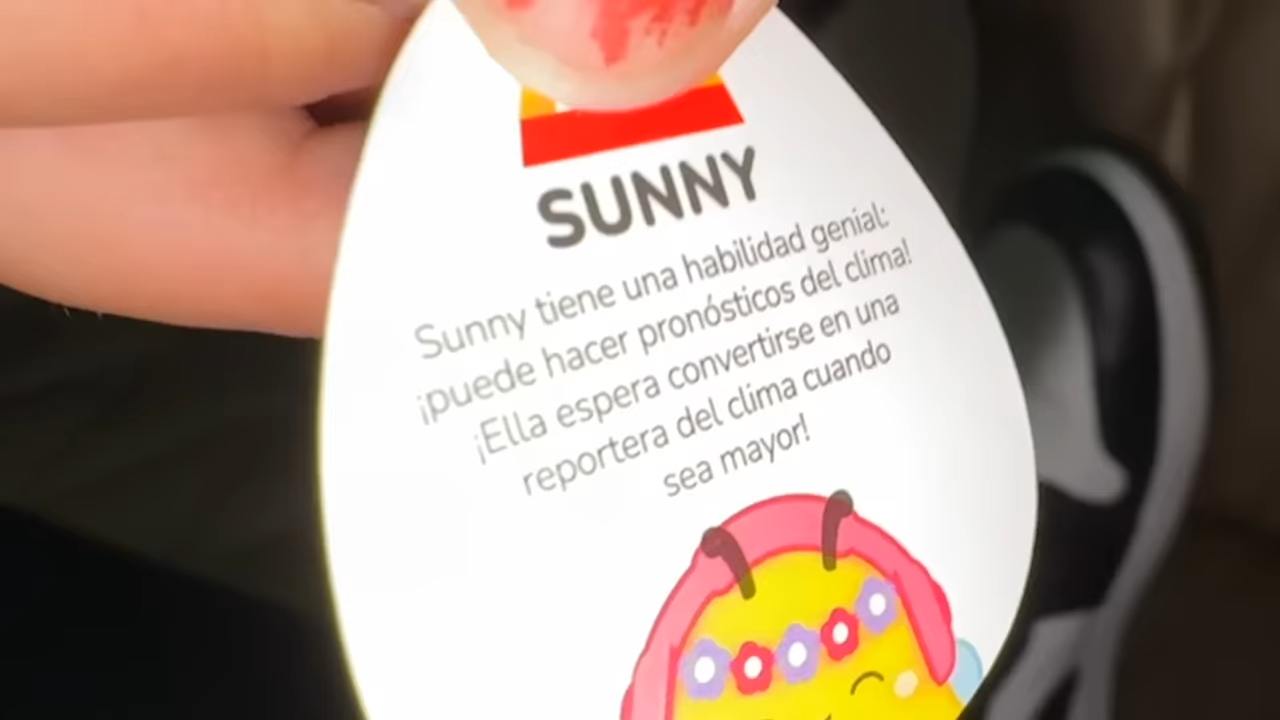 SUNNY
Sunny tiene una habilidad genial:
¡puede hacer pronósticos del clima!
¡Ella espera convertirse en una
reportera del clima cuando
sea mayor!